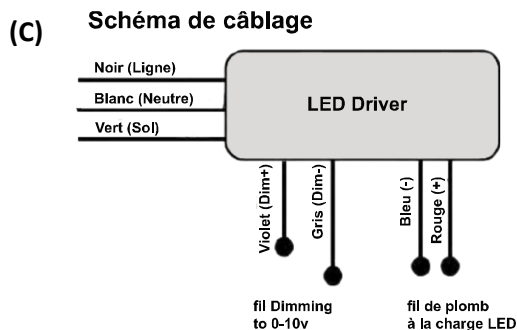 (C) Schéma de câblage
Noir (Ligne)
Blanc (Neutre)
Vert (Sol)
LED Driver
Violet (Dim+)
Gris (Dim-)
Bleu (-)
Rouge (+)
fil Dimming
to 0-10v
fil de plomb
à la charge LED